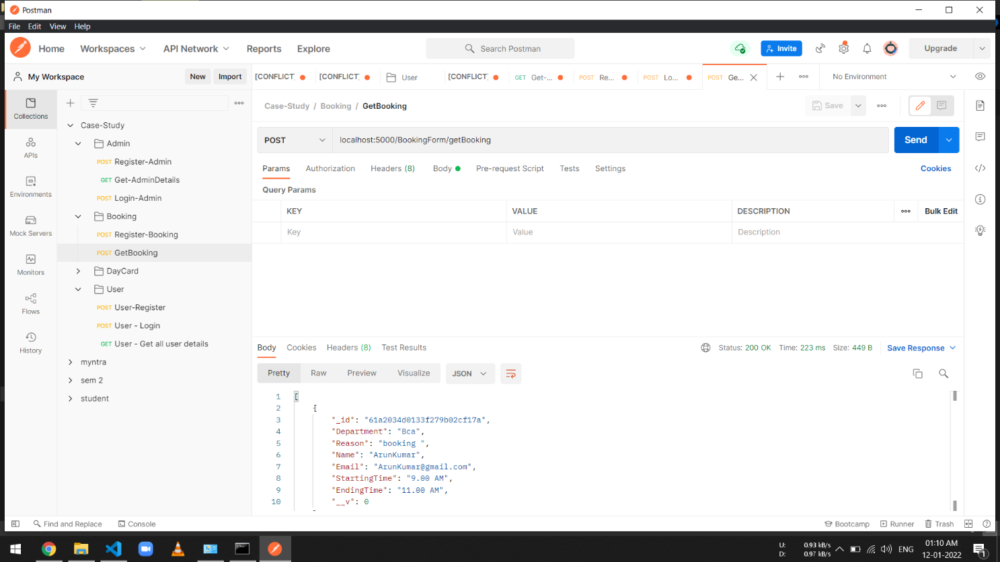 Postman
File Edit View Help
Home Workspaces API Network Reports Explore Search Postman Invite Upgrade
My Workspace New Import [CONFLICT] [CONFLICT] User [CONFLICT] GET Get-... POST Re... POST Lo... POST Ge... No Environment
Case-Study / Booking / GetBooking Save
Collections
APIs
Environments
Mock Servers
Monitors
Flows
History
Case-Study
Admin
POST Register-Admin
GET Get-AdminDetails
POST Login-Admin
Booking
POST Register-Booking
POST GetBooking
DayCard
User
POST User-Register
POST User - Login
GET User - Get all user details
myntra
sem 2
student
POST localhost:5000/BookingForm/getBooking Send
Params Authorization Headers (8) Body Pre-request Script Tests Settings Cookies
Query Params
KEY VALUE DESCRIPTION Bulk Edit
Key Value Description
Body Cookies Headers (8) Test Results Status: 200 OK Time: 223 ms Size: 449 B Save Response
Pretty Raw Preview Visualize JSON
1 [
2 {
3 "_id": "61a2034d0133f279b02cf17a",
4 "Department": "Bca",
5 "Reason": "booking ",
6 "Name": "ArunKumar",
7 "Email": "ArunKumar@gmail.com",
8 "StartingTime": "9.00 AM",
9 "EndingTime": "11.00 AM",
10 "__v": 0
Find and Replace Console Bootcamp Runner Trash
U: 0.93 kB/s
D: 0.97 kB/s
ENG
01:10 AM
12-01-2022
1